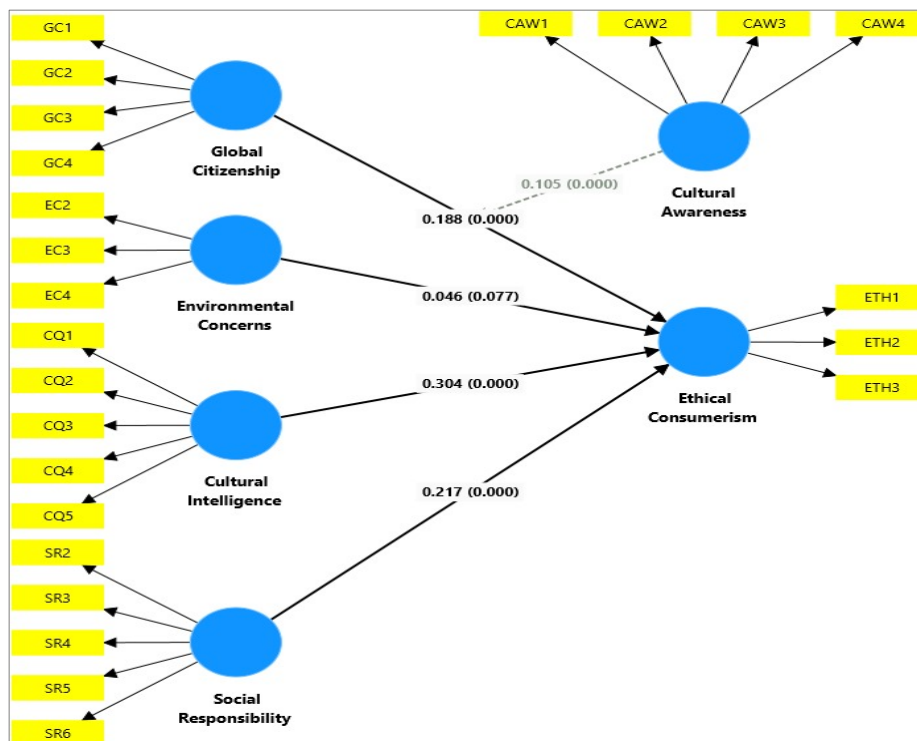 GC1
GC2
GC3
GC4
Global
Citizenship
EC2
EC3
EC4
Environmental
Concerns
CQ1
CQ2
CQ3
CQ4
CQ5
Cultural
Intelligence
SR2
SR3
SR4
SR5
SR6
Social
Responsibility
CAW1
CAW2
CAW3
CAW4
Cultural
Awareness
0.105 (0.000)
0.188 (0.000)
0.046 (0.077)
0.304 (0.000)
0.217 (0.000)
Ethical
Consumerism
ETH1
ETH2
ETH3